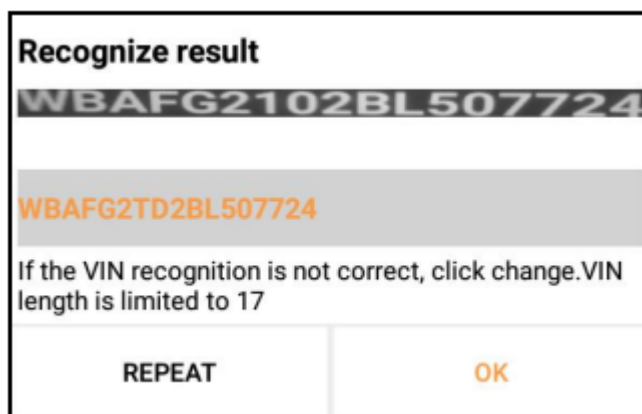 Recognize result
WBAFG2102BL507724
WBAFG2TD2BL507724
If the VIN recognition is not correct, click change.VIN
length is limited to 17
REPEAT
OK